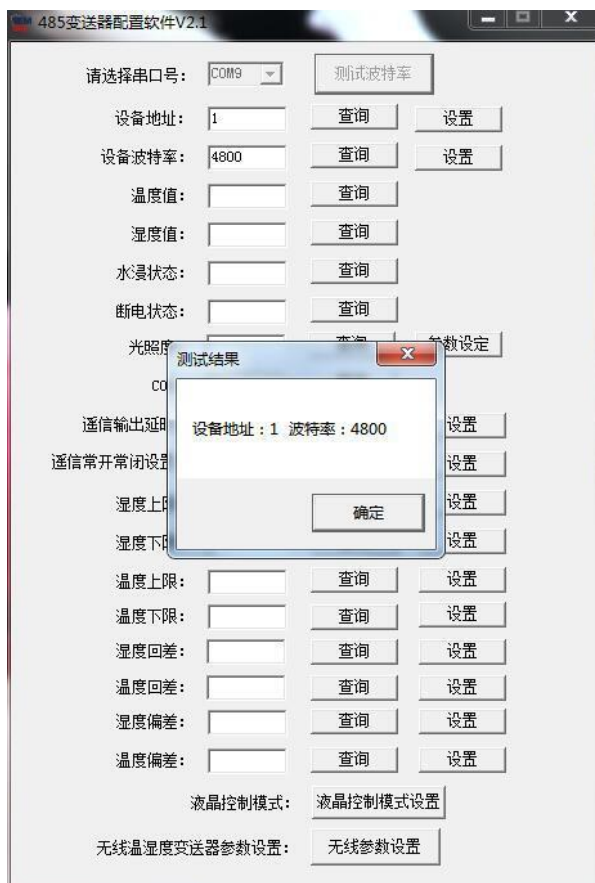 485变送器配置软件V2.1
请选择串口号： COM9 测试波特率
设备地址： 1 查询 设置
设备波特率： 4800 查询 设置
温度值： 查询
湿度值： 查询
水浸状态： 查询
断电状态： 查询
光照度 查询 参数设定
测试结果
CO
设备地址：1 波特率：4800
遥信输出延时 设置
遥信常开常闭设置 设置
湿度上限 设置
确定
湿度下限 设置
温度上限： 查询 设置
温度下限： 查询 设置
湿度回差： 查询 设置
温度回差： 查询 设置
湿度偏差： 查询 设置
温度偏差： 查询 设置
液晶控制模式： 液晶控制模式设置
无线温湿度变送器参数设置： 无线参数设置